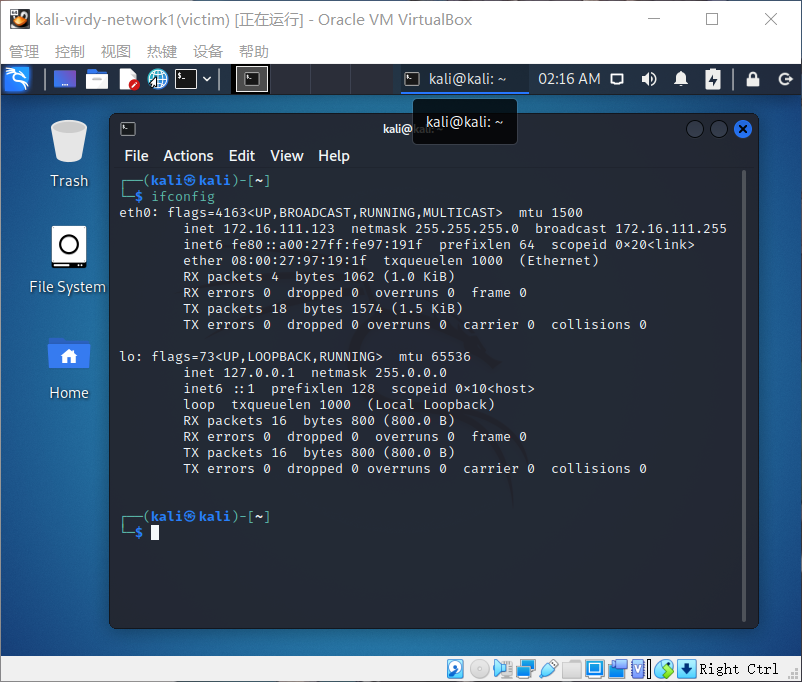 kali-virdy-network1(victim) [正在运行] - Oracle VM VirtualBox
管理 控制 视图 热键 设备 帮助
kali@kali: ~ 02:16 AM
kali@kali: ~
kali@
File Actions Edit View Help
Trash
File System
Home
┌──(kali㉿kali)-[~]
└─$ ifconfig
eth0: flags=4163<UP,BROADCAST,RUNNING,MULTICAST>  mtu 1500
        inet 172.16.111.123  netmask 255.255.255.0  broadcast 172.16.111.255
        inet6 fe80::a00:27ff:fe97:191f  prefixlen 64  scopeid 0×20<link>
        ether 08:00:27:97:19:1f  txqueuelen 1000  (Ethernet)
        RX packets 4  bytes 1062 (1.0 KiB)
        RX errors 0  dropped 0  overruns 0  frame 0
        TX packets 18  bytes 1574 (1.5 KiB)
        TX errors 0  dropped 0 overruns 0  carrier 0  collisions 0
lo: flags=73<UP,LOOPBACK,RUNNING>  mtu 65536
        inet 127.0.0.1  netmask 255.0.0.0
        inet6 ::1  prefixlen 128  scopeid 0×10<host>
        loop  txqueuelen 1000  (Local Loopback)
        RX packets 16  bytes 800 (800.0 B)
        RX errors 0  dropped 0  overruns 0  frame 0
        TX packets 16  bytes 800 (800.0 B)
        TX errors 0  dropped 0 overruns 0  carrier 0  collisions 0
┌──(kali㉿kali)-[~]
└─$
Right Ctrl